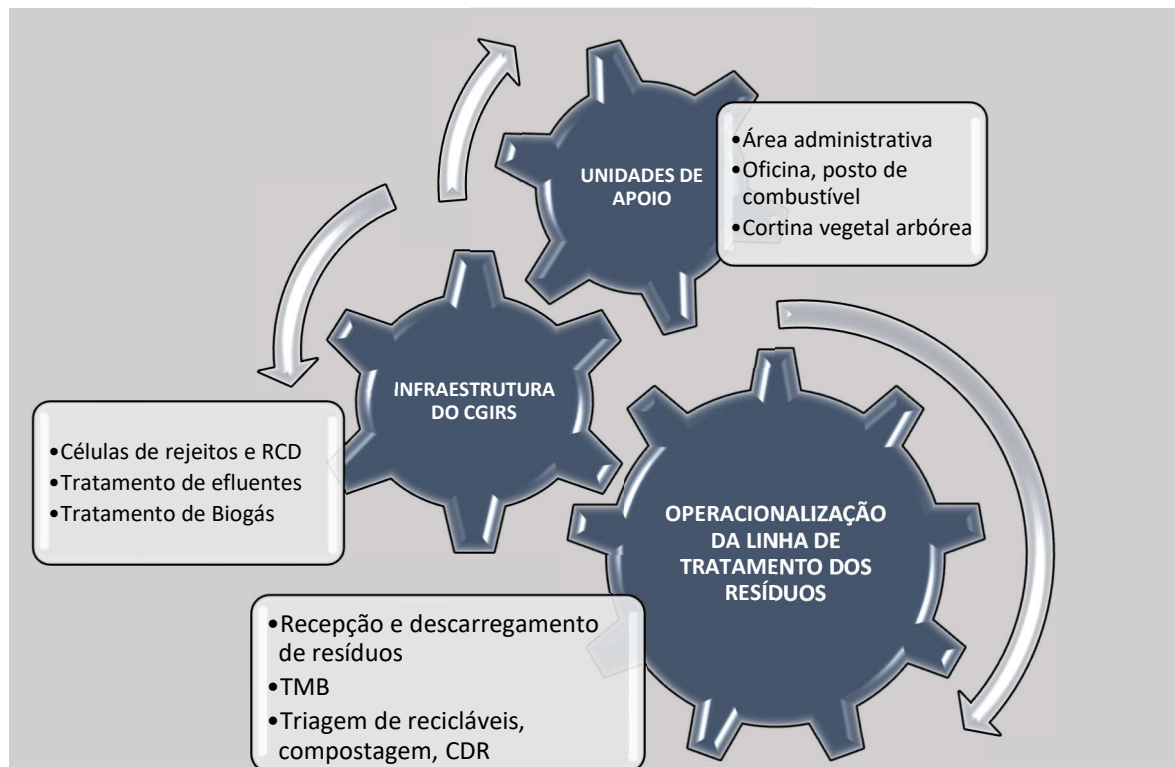 UNIDADES DE
APOIO
•Área administrativa
•Oficina, posto de
combustível
•Cortina vegetal arbórea
INFRAESTRUTURA
DO CGIRS
•Células de rejeitos e RCD
•Tratamento de efluentes
•Tratamento de Biogás
OPERACIONALIZAÇÃO
DA LINHA DE
TRATAMENTO DOS
RESÍDUOS
•Recepção e descarregamento
de resíduos
•TMB
•Triagem de recicláveis,
compostagem, CDR